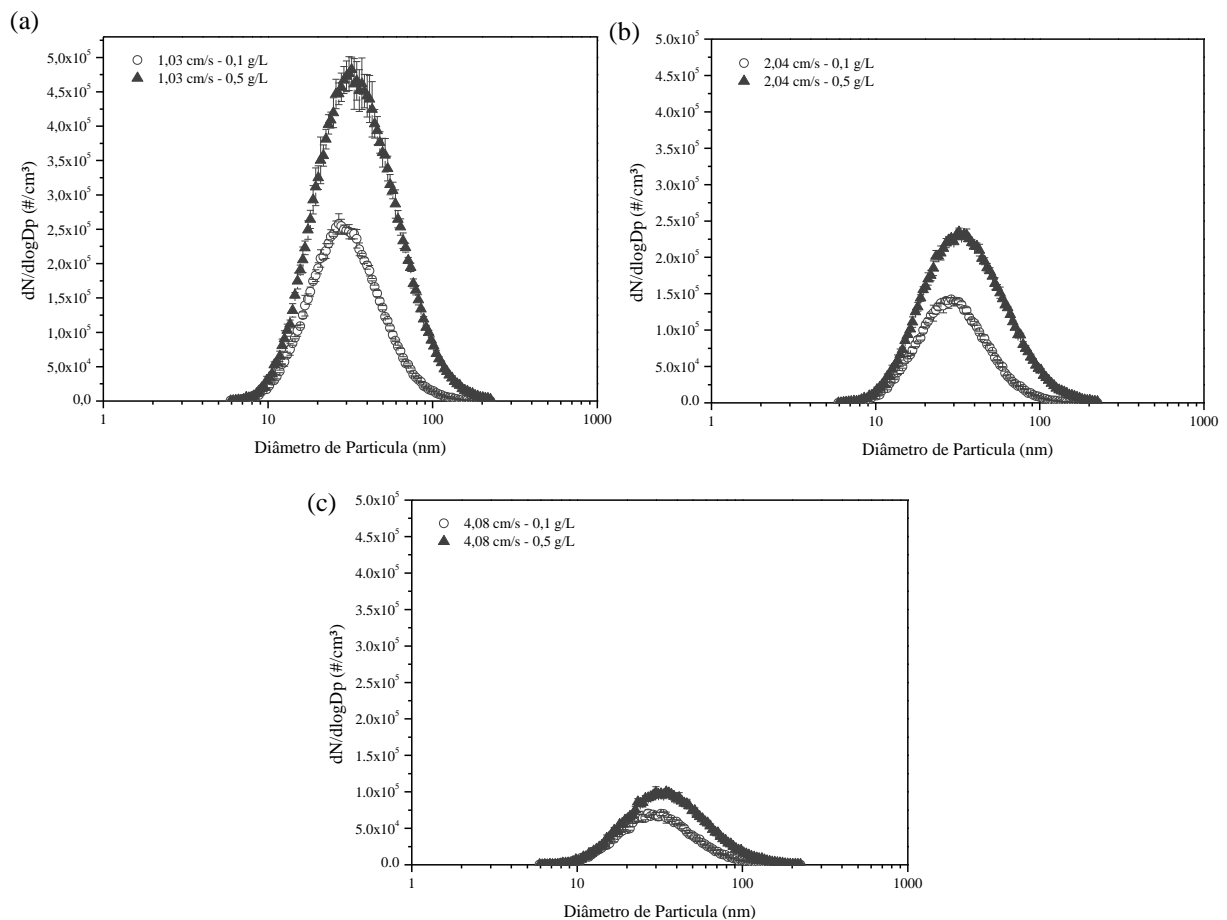 (a)
1,03 cm/s - 0,1 g/L
1,03 cm/s - 0,5 g/L
dN/dlogDp (#/cm³)
5,0x10⁵
4,5x10⁵
4,0x10⁵
3,5x10⁵
3,0x10⁵
2,5x10⁵
2,0x10⁵
1,5x10⁵
1,0x10⁵
5,0x10⁴
0,0
1 10 100 1000
Diâmetro de Particula (nm)
(b)
2,04 cm/s - 0,1 g/L
2,04 cm/s - 0,5 g/L
dN/dlogDp (#/cm³)
5,0x10⁵
4,5x10⁵
4,0x10⁵
3,5x10⁵
3,0x10⁵
2,5x10⁵
2,0x10⁵
1,5x10⁵
1,0x10⁵
5,0x10⁴
0,0
1 10 100 1000
Diâmetro de Particula (nm)
(c)
4,08 cm/s - 0,1 g/L
4,08 cm/s - 0,5 g/L
dN/dlogDp (#/cm³)
5,0x10⁵
4,5x10⁵
4,0x10⁵
3,5x10⁵
3,0x10⁵
2,5x10⁵
2,0x10⁵
1,5x10⁵
1,0x10⁵
5,0x10⁴
0,0
1 10 100 1000
Diâmetro de Particula (nm)